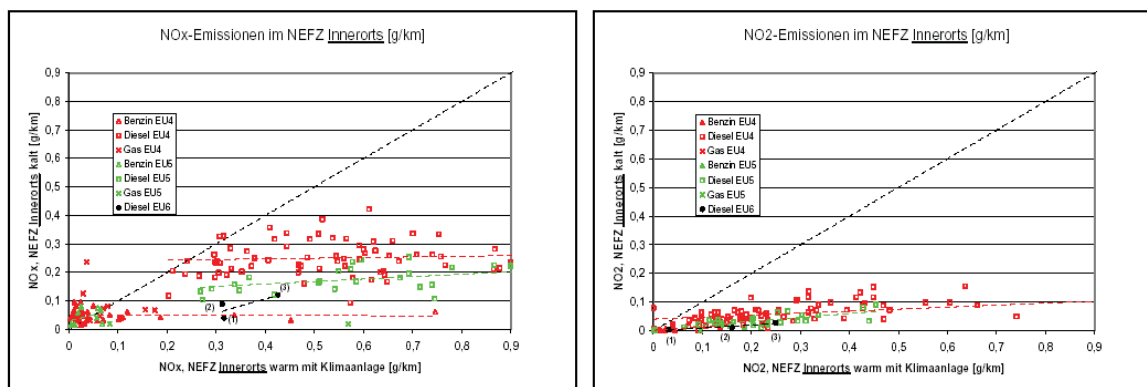 NOx-Emissionen im NEFZ Innerorts [g/km]
NOx, NEFZ Innerorts kalt [g/km]
0,9
0,8
0,7
0,6
0,5
0,4
0,3
0,2
0,1
0
Benzin EU4
Diesel EU4
Gas EU4
Benzin EU5
Diesel EU5
Gas EU5
Diesel EU6
(2)
(1)
(3)
0 0,1 0,2 0,3 0,4 0,5 0,6 0,7 0,8 0,9
NOx, NEFZ Innerorts warm mit Klimaanlage [g/km]
NO2-Emissionen im NEFZ Innerorts [g/km]
NO2, NEFZ Innerorts kalt [g/km]
0,9
0,8
0,7
0,6
0,5
0,4
0,3
0,2
0,1
0
Benzin EU4
Diesel EU4
Gas EU4
Benzin EU5
Diesel EU5
Gas EU5
Diesel EU6
(1)
(2)
(3)
0 0,1 0,2 0,3 0,4 0,5 0,6 0,7 0,8 0,9
NO2, NEFZ Innerorts warm mit Klimaanlage [g/km]